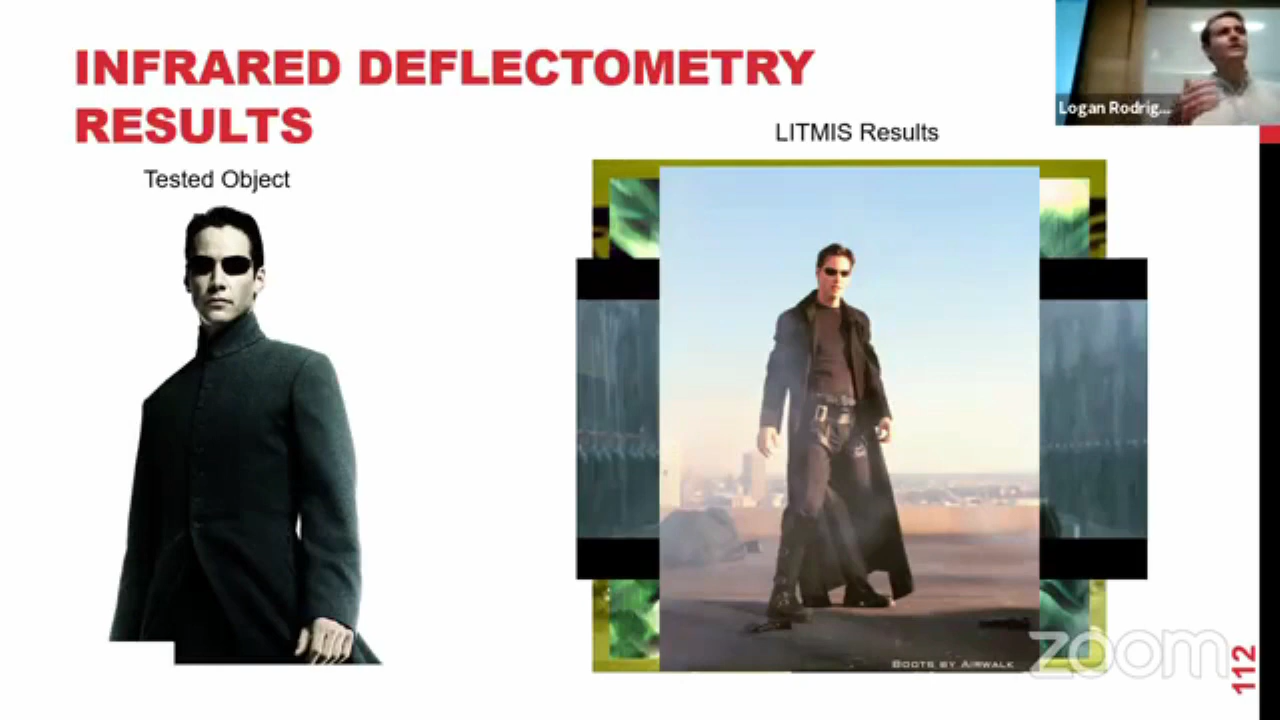 INFRARED DEFLECTOMETRY
RESULTS
Logan Rodrig...
LITMIS Results
Tested Object
BOOTS BY AIRWALK
zoom
112